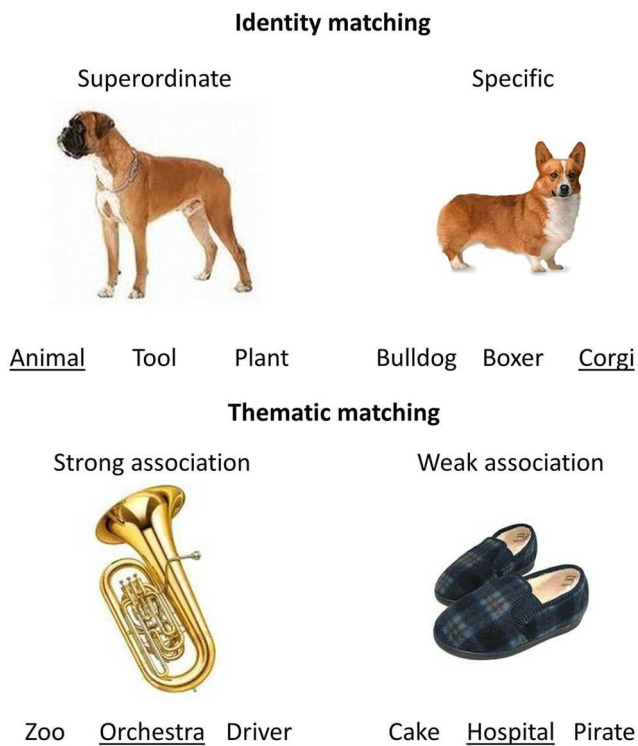 Identity matching
Superordinate Specific
Animal Tool Plant Bulldog Boxer Corgi
Thematic matching
Strong association Weak association
Zoo Orchestra Driver Cake Hospital Pirate